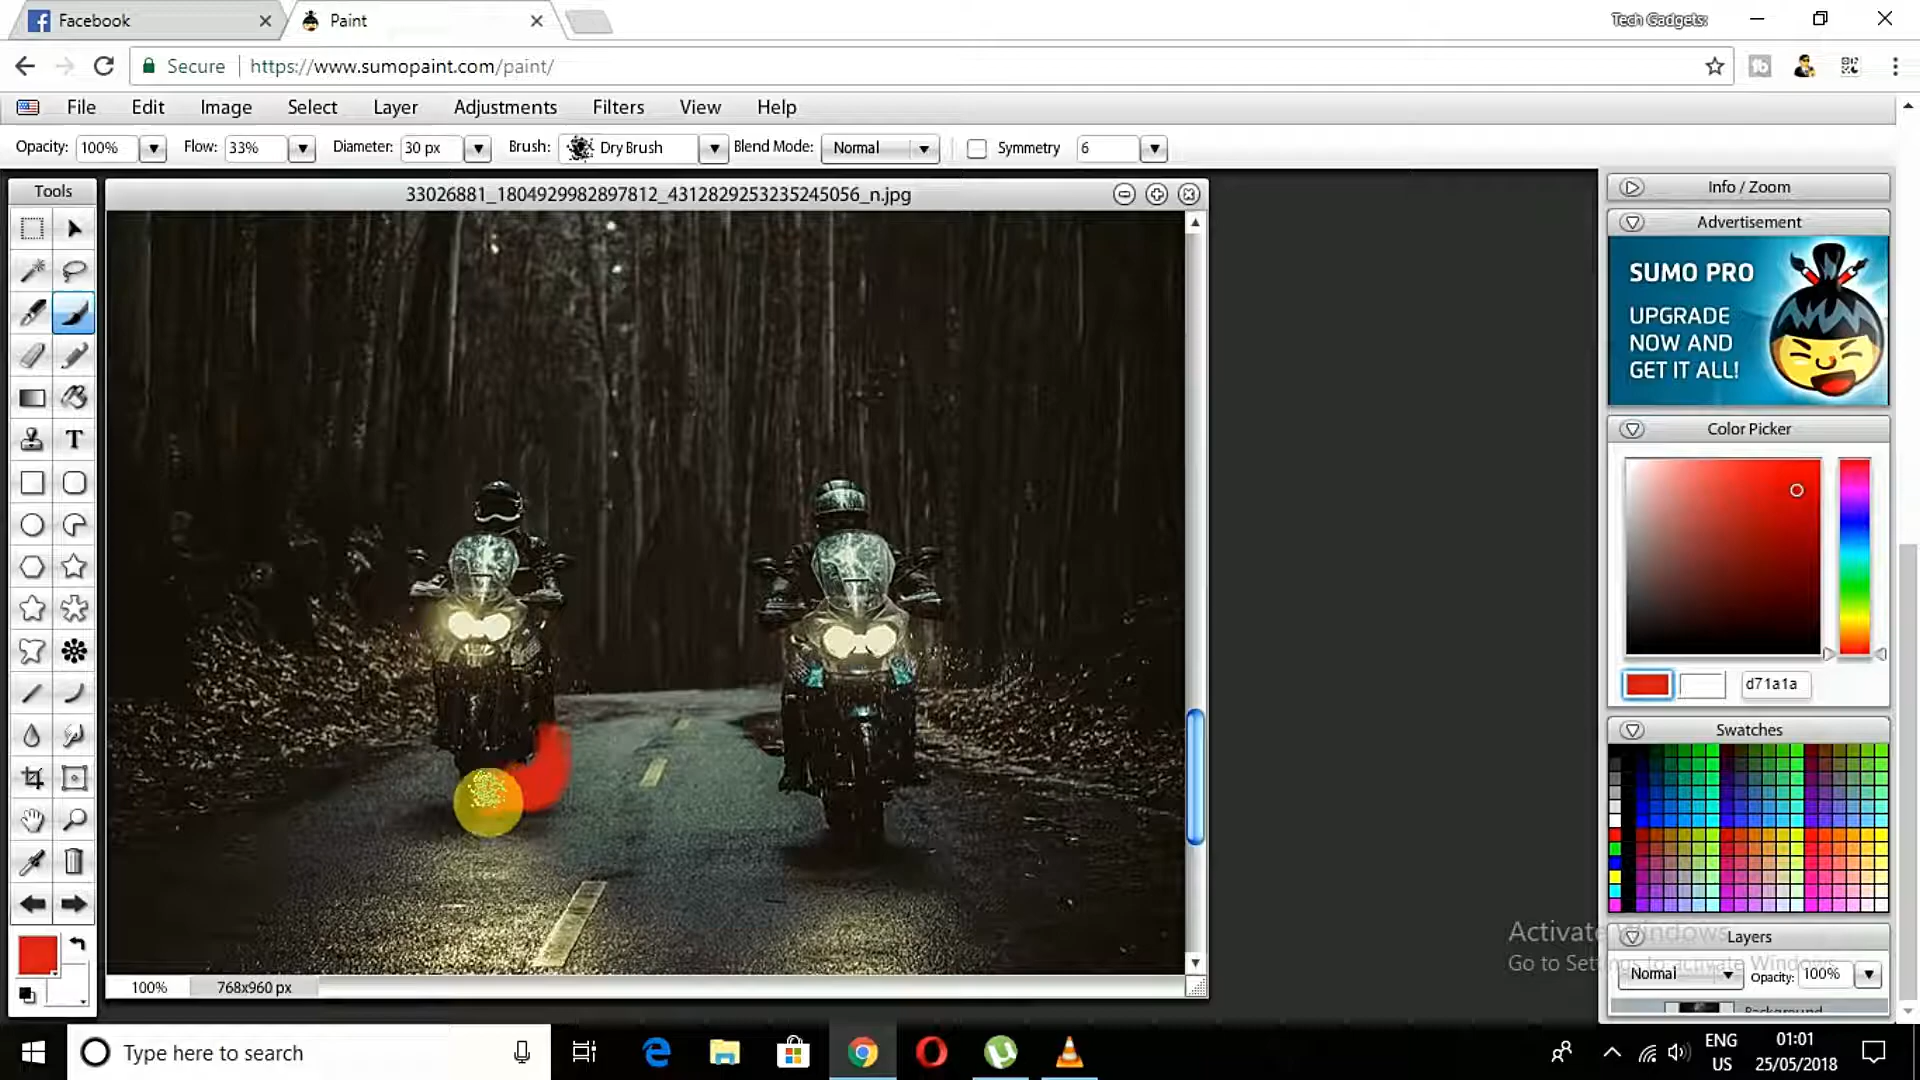 Facebook
Paint
Tech Gadgets:
Secure
https://www.sumopaint.com/paint/
File Edit Image Select Layer Adjustments Filters View Help
Opacity: 100% Flow: 33% Diameter: 30 px Brush: Dry Brush Blend Mode: Normal Symmetry 6
Tools
33026881_1804929982897812_4312829253235245056_n.jpg
Info / Zoom
Advertisement
SUMO PRO
UPGRADE
NOW AND
GET IT ALL!
Color Picker
d71a1a
Swatches
Activate Windows
Go to Settings to activate Windows.
Layers
Normal Opacity: 100%
Background
100% 768x960 px
Type here to search
ENG
US
01:01
25/05/2018